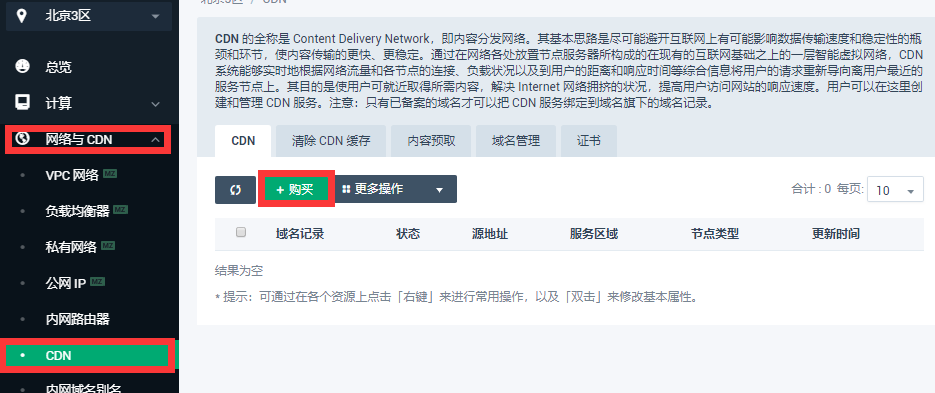 北京3区 / CDN
北京3区
CDN 的全称是 Content Delivery Network，即内容分发网络。其基本思路是尽可能避开互联网上有可能影响数据传输速度和稳定性的瓶
颈和环节，使内容传输的更快、更稳定。通过在网络各处放置节点服务器所构成的在现有的互联网基础之上的一层智能虚拟网络，CDN
系统能够实时地根据网络流量和各节点的连接、负载状况以及到用户的距离和响应时间等综合信息将用户的请求重新导向离用户最近的
服务节点上。其目的是使用户可就近取得所需内容，解决 Internet 网络拥挤的状况，提高用户访问网站的响应速度。用户可以在这里创
建和管理 CDN 服务。注意：只有已备案的域名才可以把 CDN 服务绑定到域名旗下的域名记录。
总览
计算
网络与 CDN
VPC 网络 MZ
负载均衡器 MZ
私有网络 MZ
公网 IP MZ
内网路由器
CDN
内网域名别名
CDN 清除 CDN 缓存 内容预取 域名管理 证书
+ 购买 更多操作 合计：0 每页: 10
域名记录 状态 源地址 服务区域 节点类型 更新时间
结果为空
* 提示：可通过在各个资源上点击「右键」来进行常用操作，以及「双击」来修改基本属性。